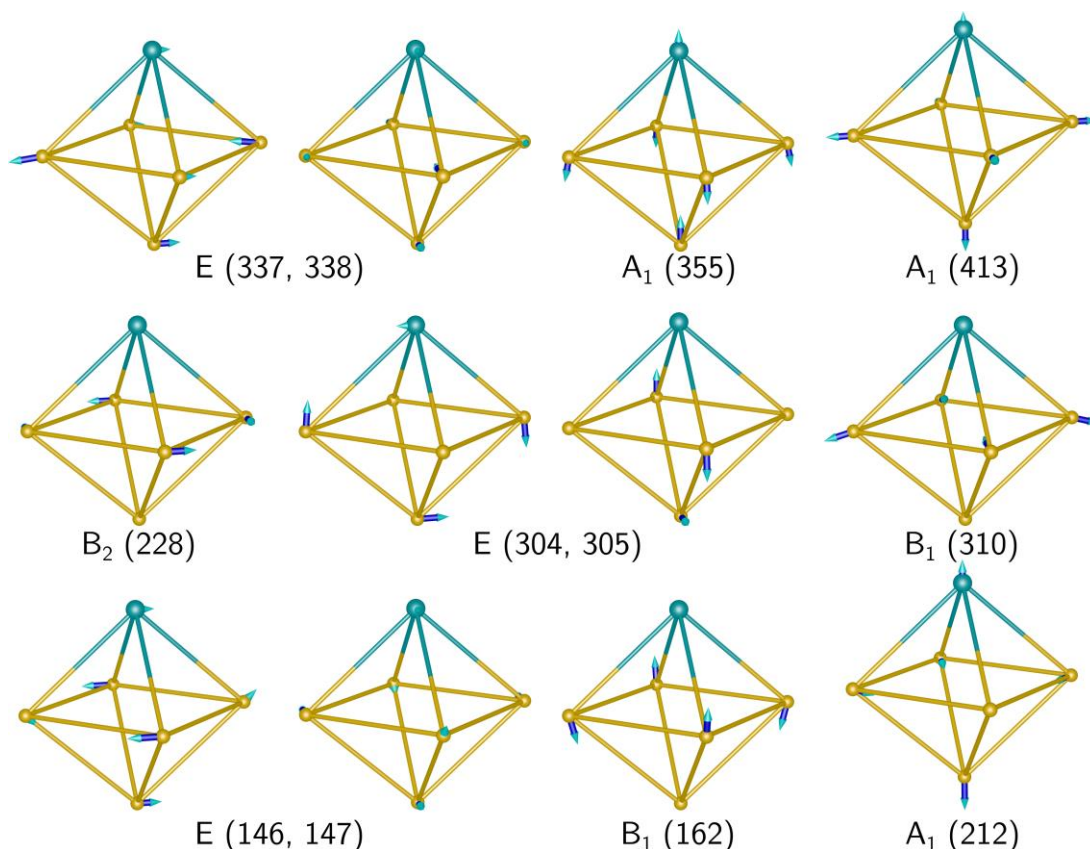 E (337, 338) A₁ (355) A₁ (413)
B₂ (228) E (304, 305) B₁ (310)
E (146, 147) B₁ (162) A₁ (212)